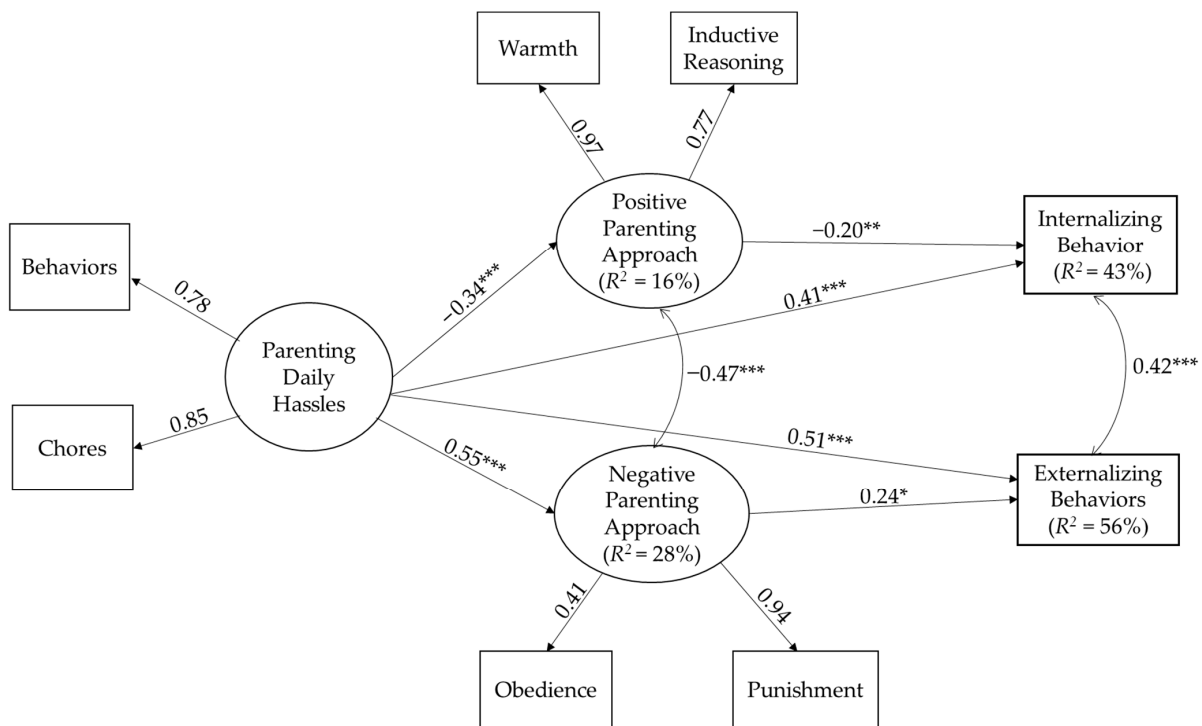 Warmth
Inductive
Reasoning
0.97
0.77
Positive
Parenting
Approach
(R² = 16%)
−0.20**
Internalizing
Behavior
(R² = 43%)
Behaviors
0.78
−0.34***
0.41***
Parenting
Daily
Hassles
−0.47***
0.42***
Chores
0.85
0.55***
0.51***
Negative
Parenting
Approach
(R² = 28%)
0.24*
Externalizing
Behaviors
(R² = 56%)
0.41
0.94
Obedience
Punishment